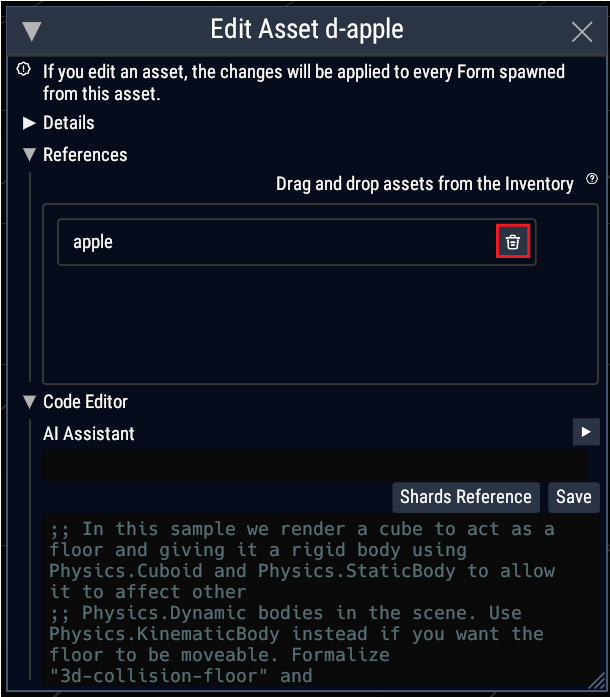 Edit Asset d-apple
If you edit an asset, the changes will be applied to every Form spawned
from this asset.
Details
References
Drag and drop assets from the Inventory
apple
Code Editor
AI Assistant
Shards Reference
Save
;; In this sample we render a cube to act as a
floor and giving it a rigid body using
Physics.Cuboid and Physics.StaticBody to allow
it to affect other
;; Physics.Dynamic bodies in the scene. Use
Physics.KinematicBody instead if you want the
floor to be moveable. Formalize
"3d-collision-floor" and